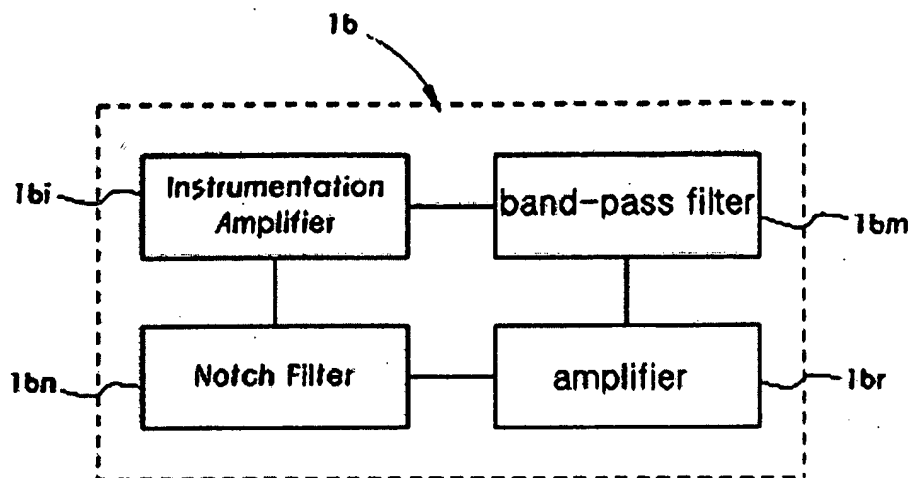 1b
1bi
Instrumentation
Amplifier
band-pass filter
1bm
1bn
Notch Filter
amplifier
1br